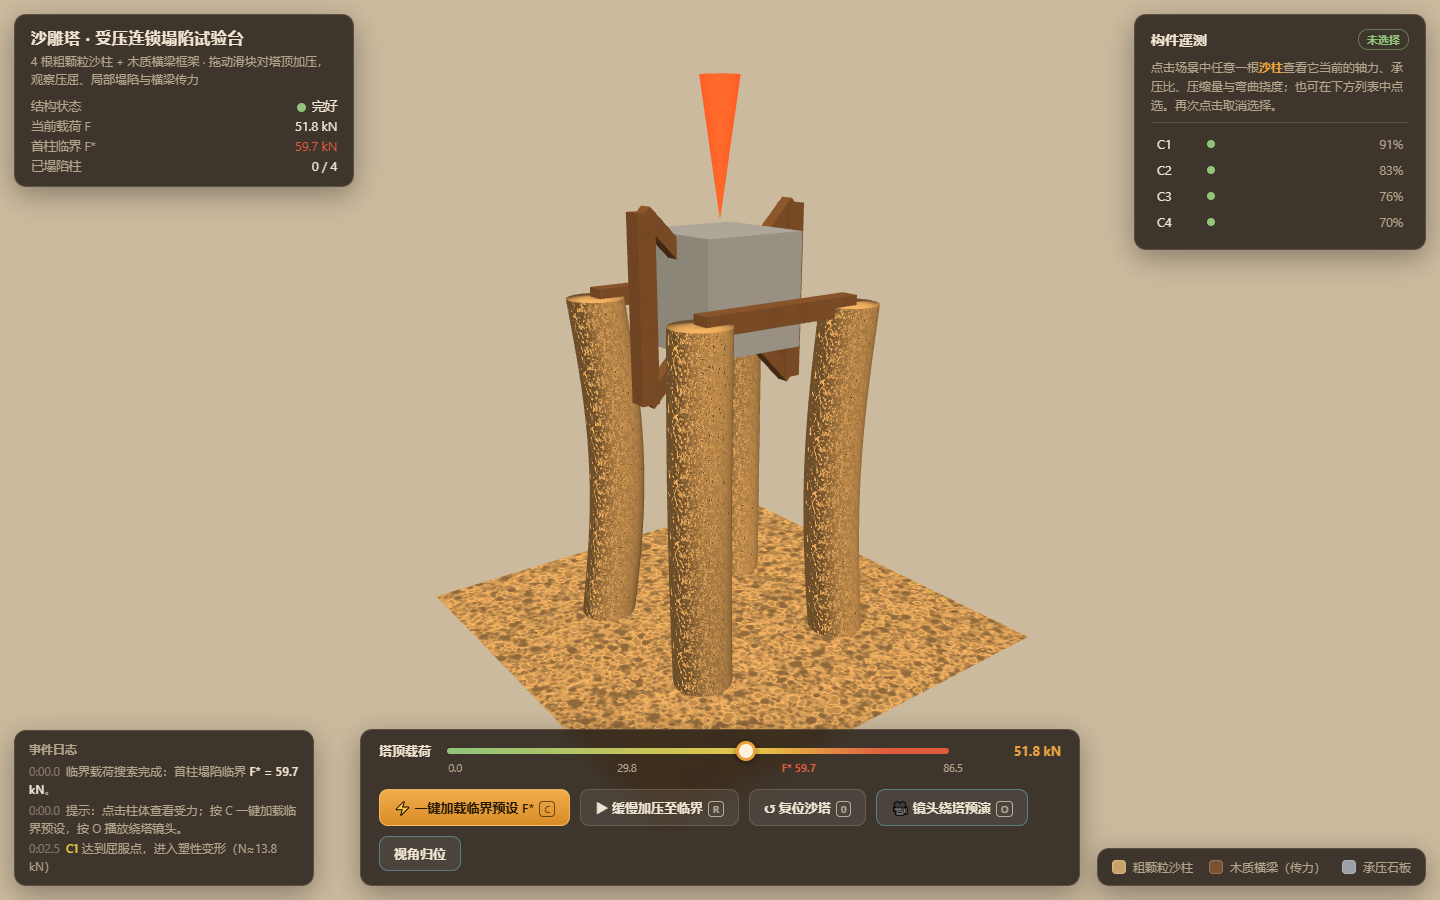 沙雕塔 · 受压连锁塌陷试验台
4 根粗颗粒沙柱 + 木质横梁框架 · 拖动滑块对塔顶加压，
观察压屈、局部塌陷与横梁传力
结构状态 完好
当前载荷 F 51.8 kN
首柱临界 F* 59.7 kN
已塌陷柱 0 / 4
构件遥测 未选择
点击场景中任意一根沙柱查看它当前的轴力、承
压比、压缩量与弯曲挠度；也可在下方列表中点
选。再次点击取消选择。
C1 91%
C2 83%
C3 76%
C4 70%
事件日志
0:00.0 临界载荷搜索完成：首柱塌陷临界 F* = 59.7
kN。
0:00.0 提示：点击柱体查看受力；按 C 一键加载临
界预设，按 O 播放绕塔镜头。
0:02.5 C1 达到屈服点，进入塑性变形（N≈13.8
kN）
塔顶载荷 51.8 kN
0.0 29.8 F* 59.7 86.5
一键加载临界预设 F* C
▶ 缓慢加压至临界 R
↺ 复位沙塔 0
镜头绕塔预演 O
视角归位
粗颗粒沙柱 木质横梁（传力） 承压石板